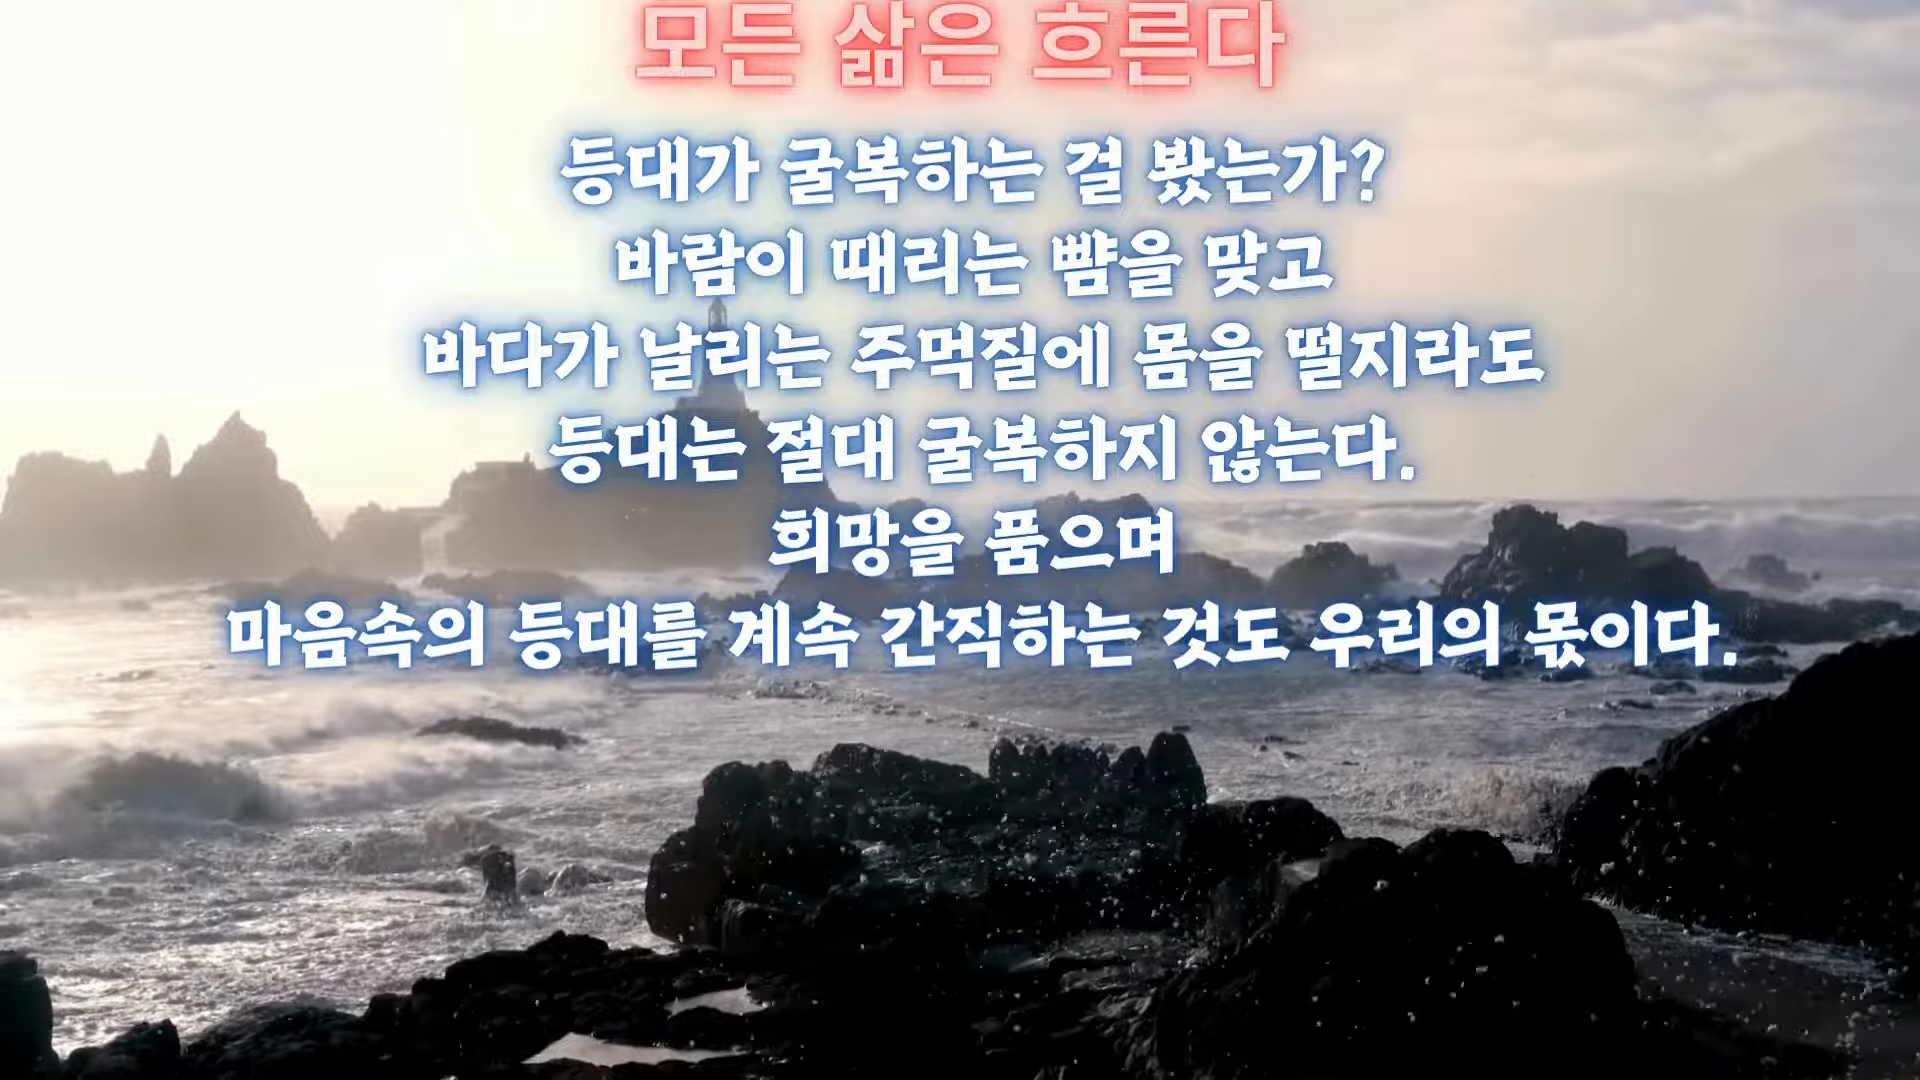 모든 삶은 흐른다
등대가 굴복하는 걸 봤는가?
바람이 때리는 뺨을 맞고
바다가 날리는 주먹질에 몸을 떨지라도
등대는 절대 굴복하지 않는다.
희망을 품으며
마음속의 등대를 계속 간직하는 것도 우리의 몫이다.